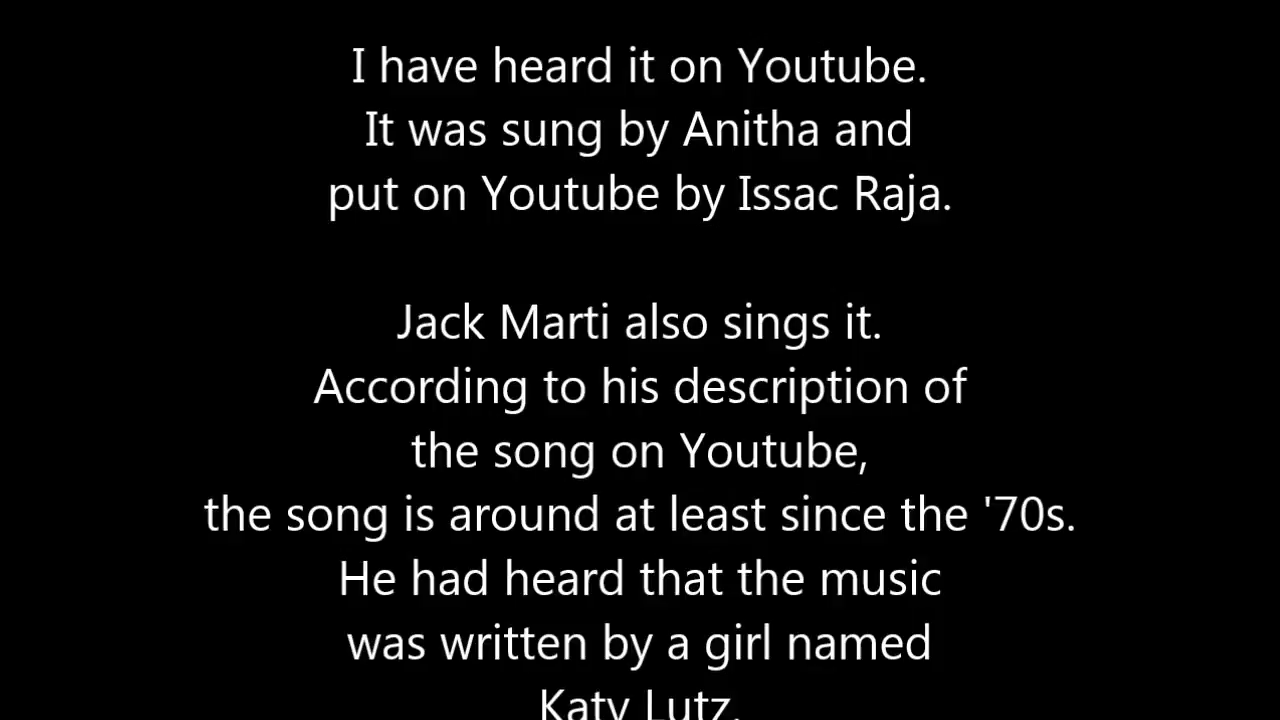 I have heard it on Youtube.
It was sung by Anitha and
put on Youtube by Issac Raja.
Jack Marti also sings it.
According to his description of
the song on Youtube,
the song is around at least since the '70s.
He had heard that the music
was written by a girl named
Katy Lutz.